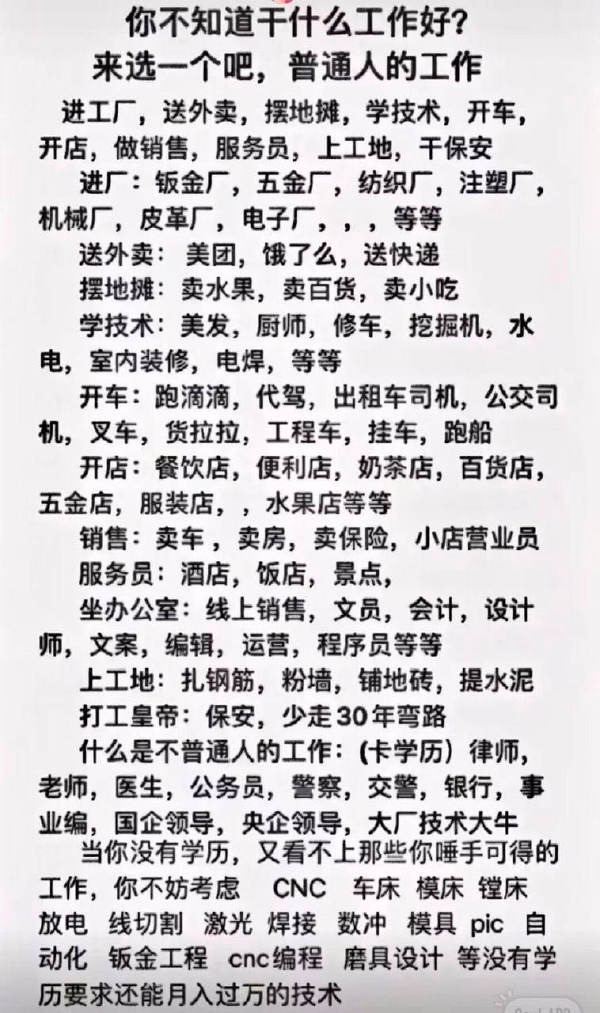 你不知道干什么工作好?
来选一个吧，普通人的工作
进工厂，送外卖，摆地摊，学技术，开车，
开店，做销售，服务员，上工地，干保安
进厂：钣金厂，五金厂，纺织厂，注塑厂，
机械厂，皮革厂，电子厂，，，等等
送外卖：美团，饿了么，送快递
摆地摊：卖水果，卖百货，卖小吃
学技术：美发，厨师，修车，挖掘机，水
电，室内装修，电焊，等等
开车：跑滴滴，代驾，出租车司机，公交司
机，叉车，货拉拉，工程车，挂车，跑船
开店：餐饮店，便利店，奶茶店，百货店，
五金店，服装店，，水果店等等
销售：卖车，卖房，卖保险，小店营业员
服务员：酒店，饭店，景点，
坐办公室：线上销售，文员，会计，设计
师，文案，编辑，运营，程序员等等
上工地：扎钢筋，粉墙，铺地砖，提水泥
打工皇帝：保安，少走30年弯路
什么是不普通人的工作：(卡学历）律师，
老师，医生，公务员，警察，交警，银行，事
业编，国企领导，央企领导，大厂技术大牛
当你没有学历，又看不上那些你唾手可得的
工作，你不妨考虑 CNC 车床 模床 镗床
放电 线切割 激光 焊接 数冲 模具 pic 自
动化 钣金工程 cnc编程 磨具设计 等没有学
历要求还能月入过万的技术